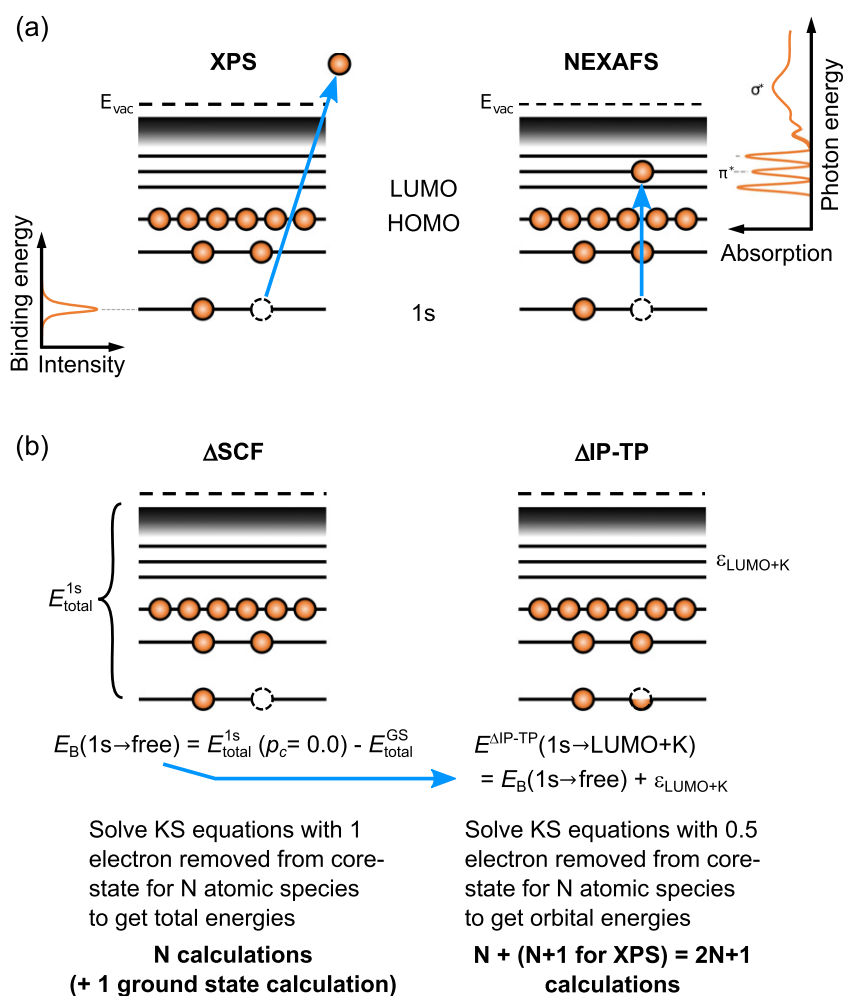 (a)
XPS
NEXAFS
E_vac
E_vac
σ*
π*
Photon energy
Absorption
LUMO
HOMO
1s
Binding energy
Intensity
(b)
ΔSCF
ΔIP-TP
E^1s_total
ε_LUMO+K
E_B(1s→free) = E^1s_total (p_c= 0.0) - E^GS_total
E^ΔIP-TP(1s→LUMO+K)
= E_B(1s→free) + ε_LUMO+K
Solve KS equations with 1
electron removed from core-
state for N atomic species
to get total energies
N calculations
(+ 1 ground state calculation)
Solve KS equations with 0.5
electron removed from core-
state for N atomic species
to get orbital energies
N + (N+1 for XPS) = 2N+1
calculations